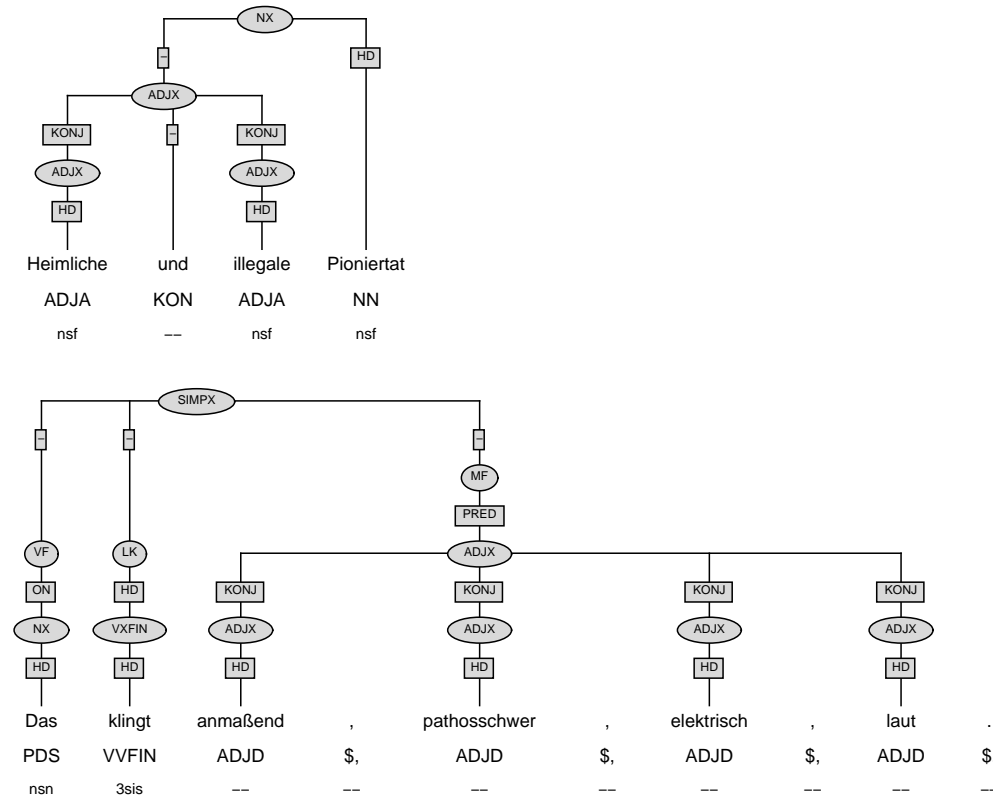 NX
– HD
ADJX
KONJ – KONJ
ADJX ADJX
HD HD
Heimliche und illegale Pioniertat
ADJA KON ADJA NN
nsf –– nsf nsf
SIMPX
– – –
MF
PRED
VF LK ADJX
ON HD KONJ KONJ KONJ KONJ
NX VXFIN ADJX ADJX ADJX ADJX
HD HD HD HD HD HD
Das klingt anmaßend , pathosschwer , elektrisch , laut .
PDS VVFIN ADJD $, ADJD $, ADJD $, ADJD $
nsn 3sis –– –– –– –– –– –– –– ––